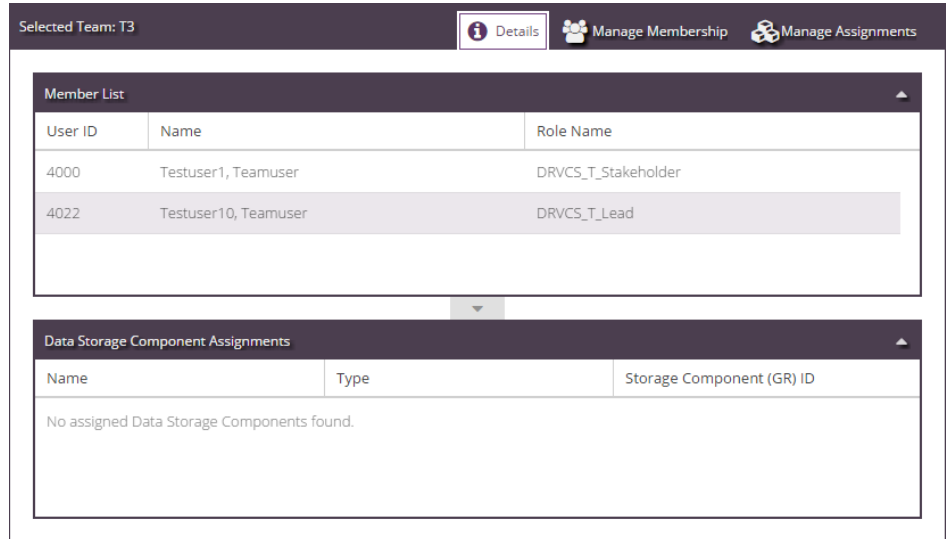 Selected Team: T3 Details Manage Membership Manage Assignments
Member List
User ID Name Role Name
4000 Testuser1, Teamuser DRVCS_T_Stakeholder
4022 Testuser10, Teamuser DRVCS_T_Lead
Data Storage Component Assignments
Name Type Storage Component (GR) ID
No assigned Data Storage Components found.